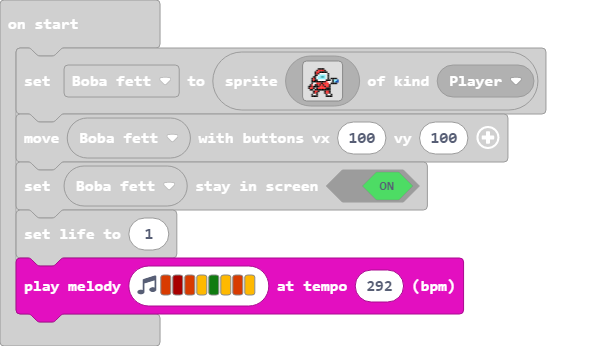 on start
set Boba fett to sprite of kind Player
move Boba fett with buttons vx 100 vy 100
set Boba fett stay in screen ON
set life to 1
play melody at tempo 292 (bpm)